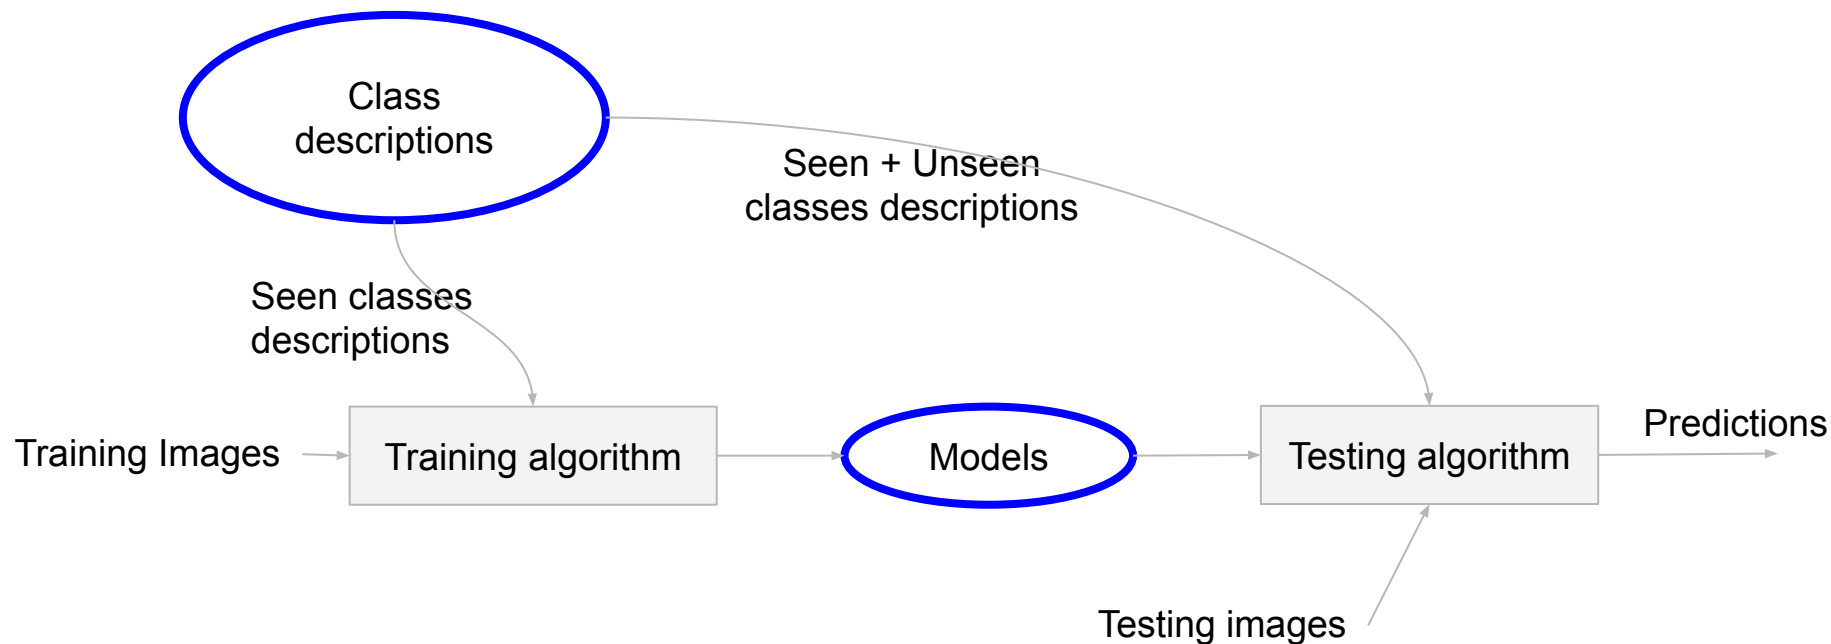 Class
descriptions
Seen + Unseen
classes descriptions
Seen classes
descriptions
Training Images
Training algorithm
Models
Testing algorithm
Predictions
Testing images